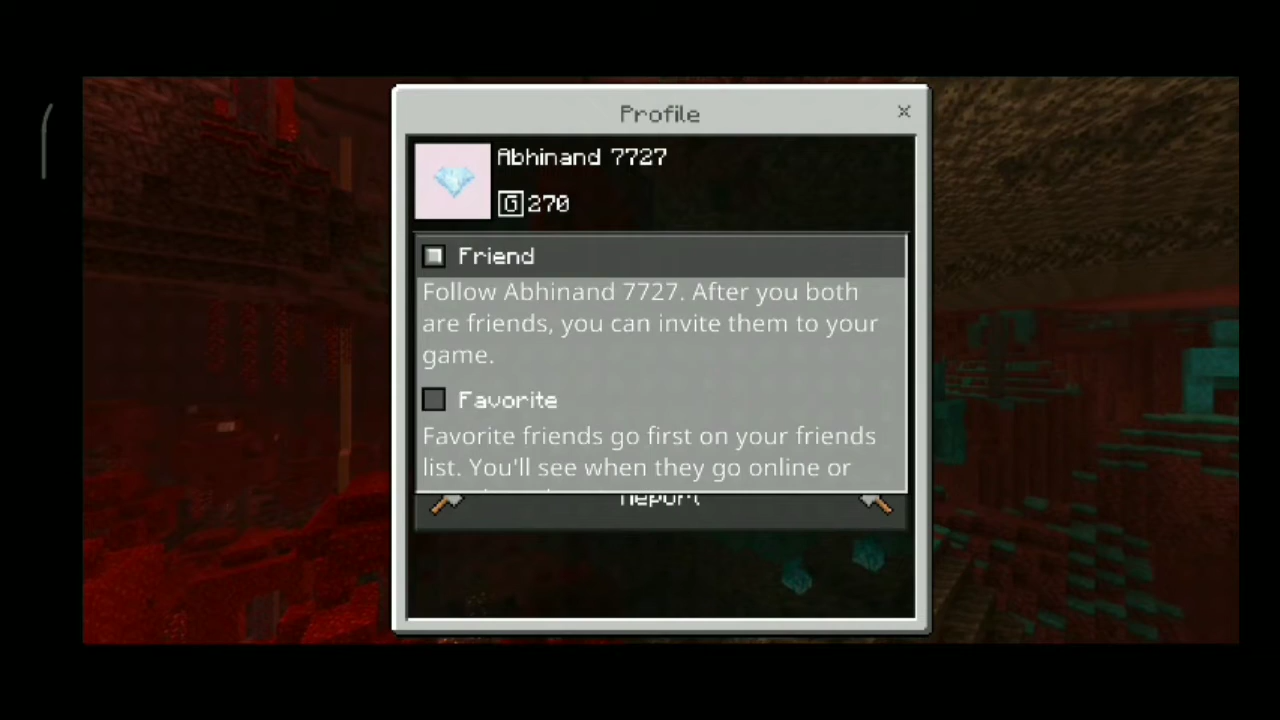 Profile
Abhinand 7727
G 270
Friend
Follow Abhinand 7727. After you both
are friends, you can invite them to your
game.
Favorite
Favorite friends go first on your friends
list. You'll see when they go online or
Report